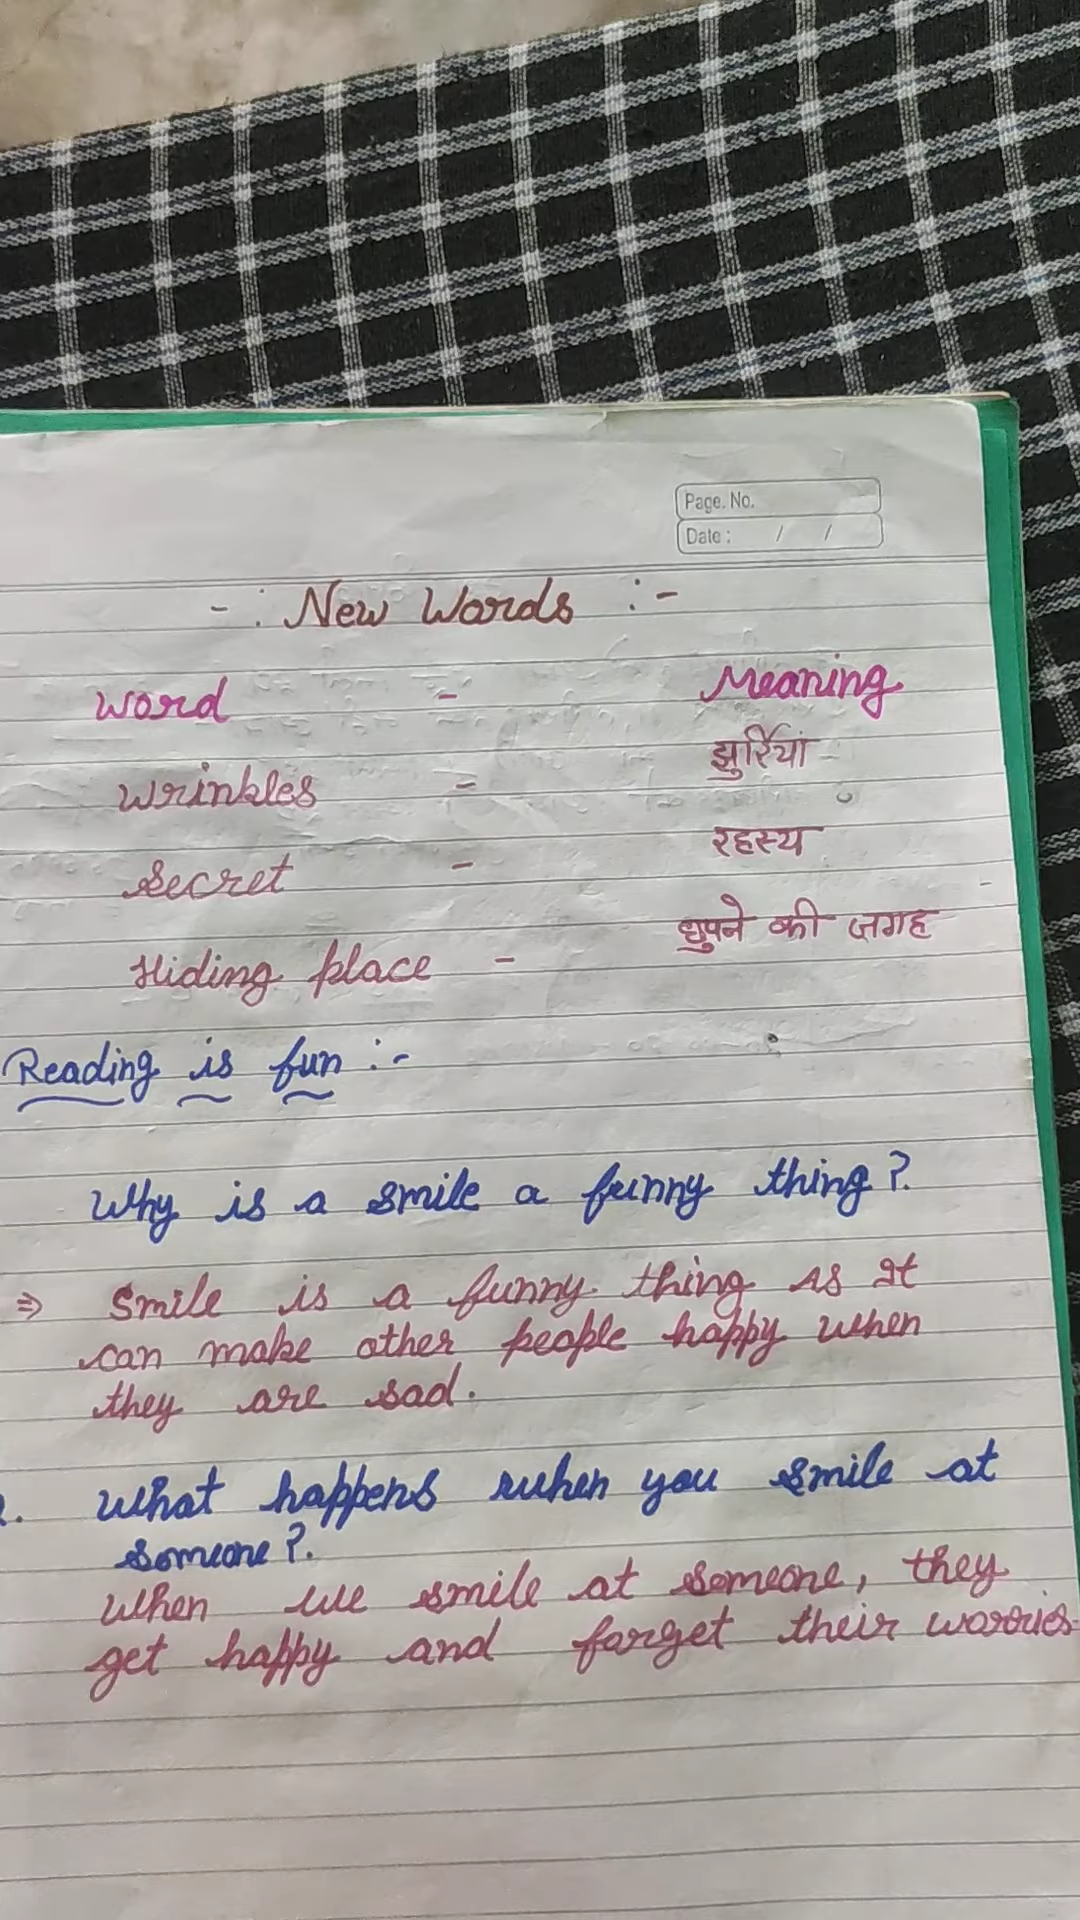 Page. No.
Date : / /
- : New Words :-
Word - Meaning
Wrinkles - झुर्रियां
Secret - रहस्य
Hiding place - छुपने की जगह
Reading is fun :-
Why is a smile a funny thing?
⇒ Smile is a funny thing as it
can make other people happy when
they are sad.
2. What happens when you smile at
someone?
When we smile at someone, they
get happy and forget their worries